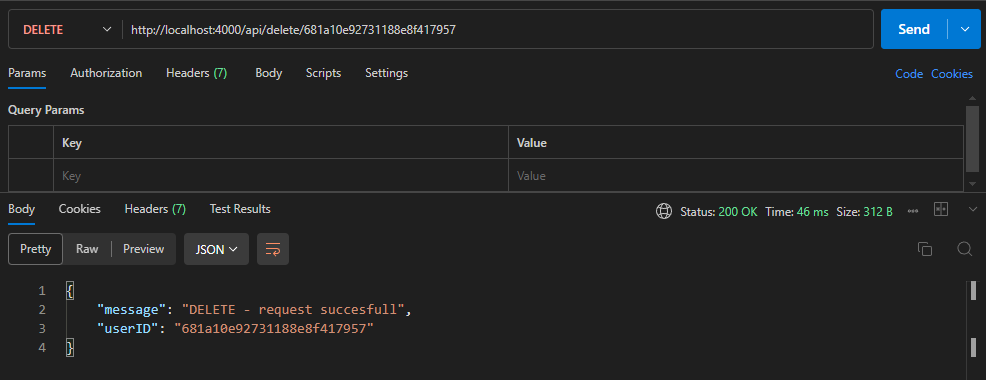 DELETE http://localhost:4000/api/delete/681a10e92731188e8f417957 Send
Params Authorization Headers (7) Body Scripts Settings Code Cookies
Query Params
Key Value
Key Value
Body Cookies Headers (7) Test Results Status: 200 OK Time: 46 ms Size: 312 B
Pretty Raw Preview JSON
1 {
2 "message": "DELETE - request succesfull",
3 "userID": "681a10e92731188e8f417957"
4 }